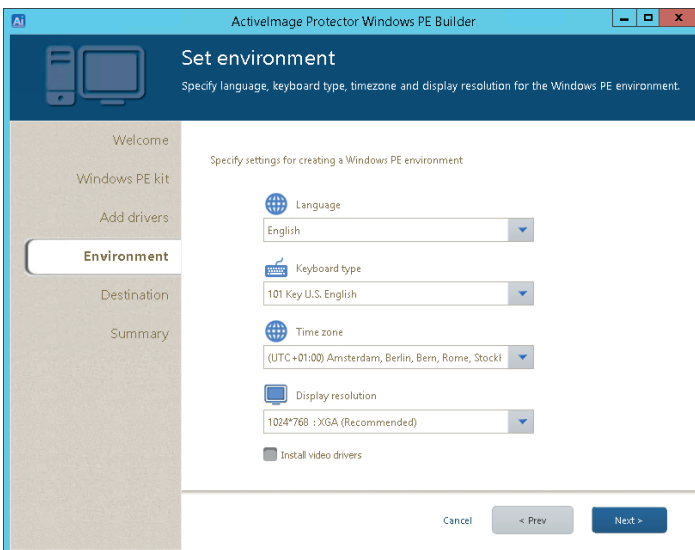 Ai
ActiveImage Protector Windows PE Builder
Set environment
Specify language, keyboard type, timezone and display resolution for the Windows PE environment.
Welcome
Windows PE kit
Add drivers
Environment
Destination
Summary
Specify settings for creating a Windows PE environment
Language
English
Keyboard type
101 Key U.S. English
Time zone
(UTC+01:00) Amsterdam, Berlin, Bern, Rome, Stockh
Display resolution
1024*768 : XGA (Recommended)
Install video drivers
Cancel
< Prev
Next >